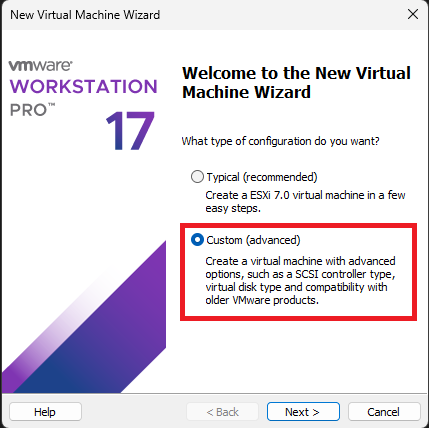 New Virtual Machine Wizard
vmware®
WORKSTATION
PRO™
17
Welcome to the New Virtual
Machine Wizard
What type of configuration do you want?
Typical (recommended)
Create a ESXi 7.0 virtual machine in a few
easy steps.
Custom (advanced)
Create a virtual machine with advanced
options, such as a SCSI controller type,
virtual disk type and compatibility with
older VMware products.
Help
< Back
Next >
Cancel